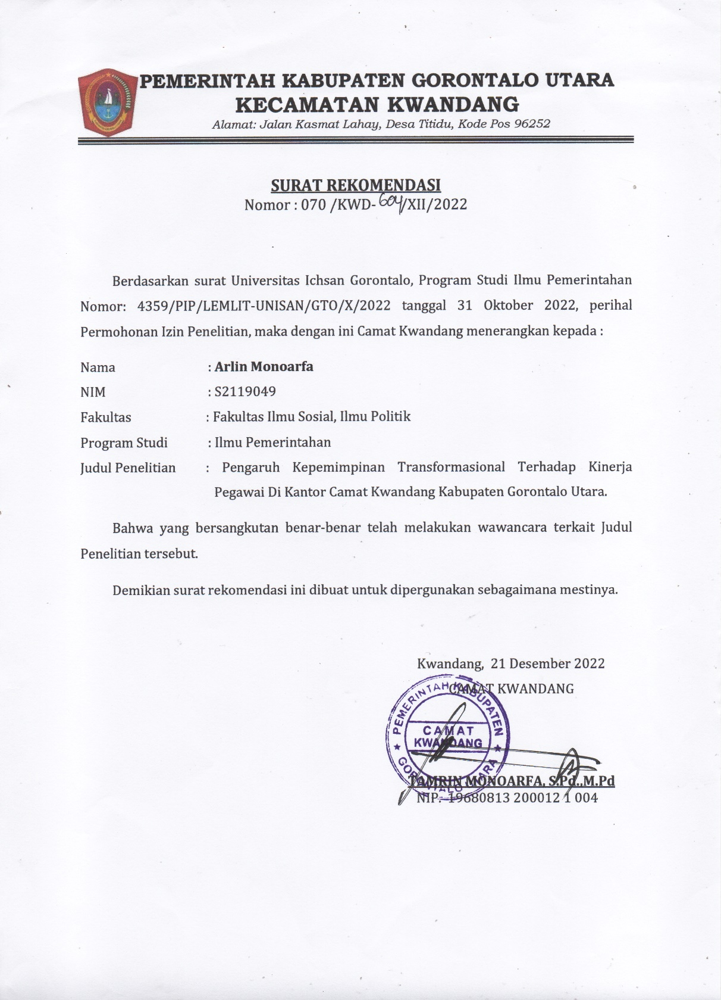 PEMERINTAH KABUPATEN GORONTALO UTARA
KECAMATAN KWANDANG
Alamat: Jalan Kasmat Lahay, Desa Titidu, Kode Pos 96252
SURAT REKOMENDASI
Nomor : 070 /KWD-604/XII/2022
Berdasarkan surat Universitas Ichsan Gorontalo, Program Studi Ilmu Pemerintahan
Nomor: 4359/PIP/LEMLIT-UNISAN/GTO/X/2022 tanggal 31 Oktober 2022, perihal
Permohonan Izin Penelitian, maka dengan ini Camat Kwandang menerangkan kepada :
Nama : Arlin Monoarfa
NIM : S2119049
Fakultas : Fakultas Ilmu Sosial, Ilmu Politik
Program Studi : Ilmu Pemerintahan
Judul Penelitian : Pengaruh Kepemimpinan Transformasional Terhadap Kinerja
Pegawai Di Kantor Camat Kwandang Kabupaten Gorontalo Utara.
Bahwa yang bersangkutan benar-benar telah melakukan wawancara terkait Judul
Penelitian tersebut.
Demikian surat rekomendasi ini dibuat untuk dipergunakan sebagaimana mestinya.
Kwandang, 21 Desember 2022
CAMAT KWANDANG
PEMERINTAH KABUPATEN
CAMAT
KWANDANG
GORONTALO UTARA
TAMRIN MONOARFA, S.Pd.,M.Pd
NIP. 19680813 200012 1 004